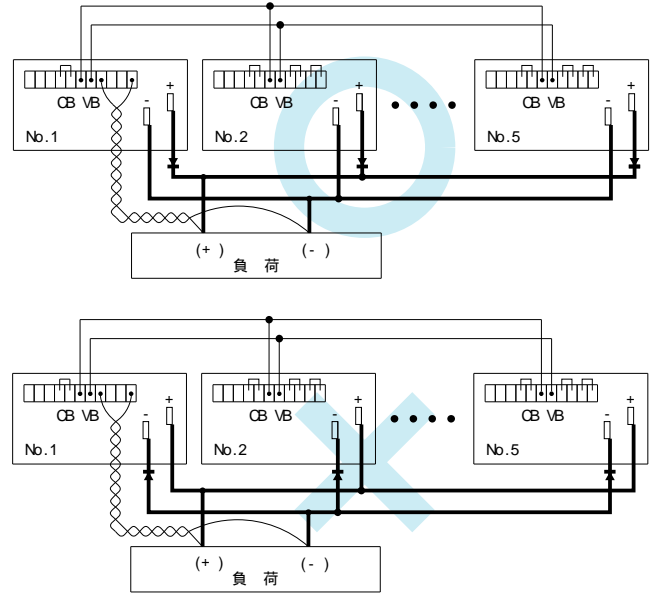 + + +
- - -
CB VB CB VB CB VB
No.1 No.2 No.5
(+) (-)
負 荷
+ + +
- - -
CB VB CB VB CB VB
No.1 No.2 No.5
(+) (-)
負 荷